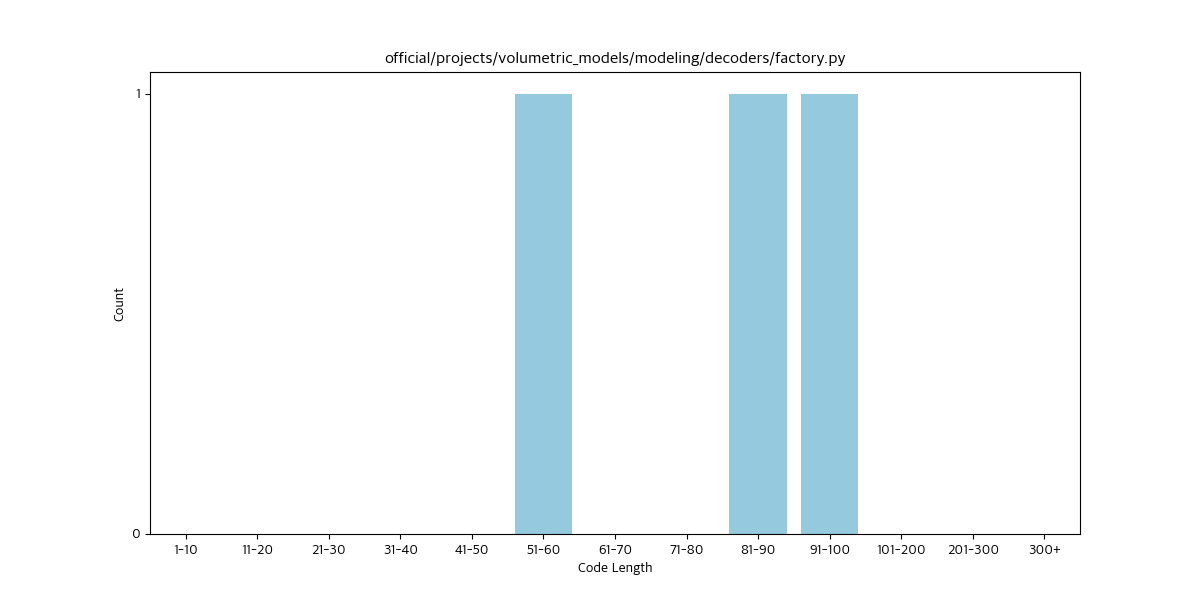 official/projects/volumetric_models/modeling/decoders/factory.py
Count
1
0
1-10 11-20 21-30 31-40 41-50 51-60 61-70 71-80 81-90 91-100 101-200 201-300 300+
Code Length